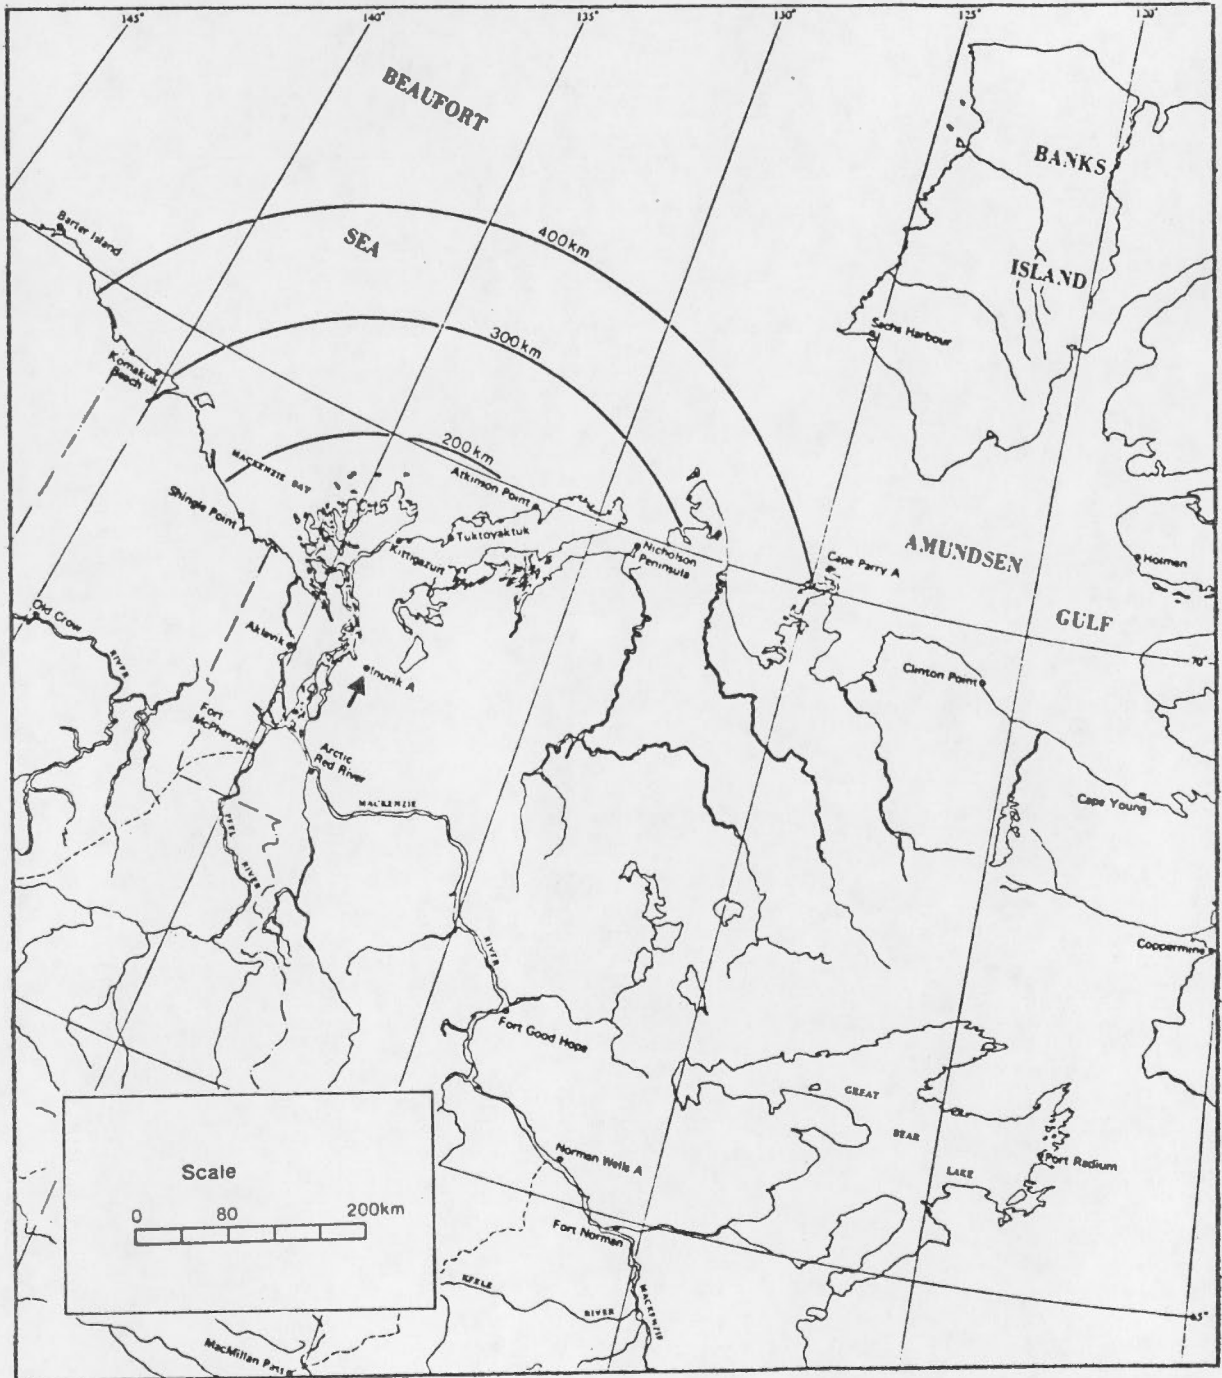 145° 140° 135° 130° 125° 120°
BEAUFORT
SEA
BANKS
ISLAND
Barter Island
400km
300km
200km
Sachs Harbour
Komakuk
Beach
MACKENZIE BAY
Shingle Point
Atkinson Point
Tuktoyaktuk
Kittigazuit
Nicholson
Peninsula
Cape Parry A
AMUNDSEN
GULF
Holman
Old Crow
RIVER
Aklavik
Inuvik A
Clinton Point
70°
Fort
McPherson
Arctic
Red River
MACKENZIE
Cape Young
PEEL
RIVER
RIVER
Coppermine
Fort Good Hope
GREAT
BEAR
LAKE
Port Radium
Norman Wells A
Fort Norman
Scale
0 80 200km
KEELE
RIVER
MACKENZIE
65°
MacMillan Pass